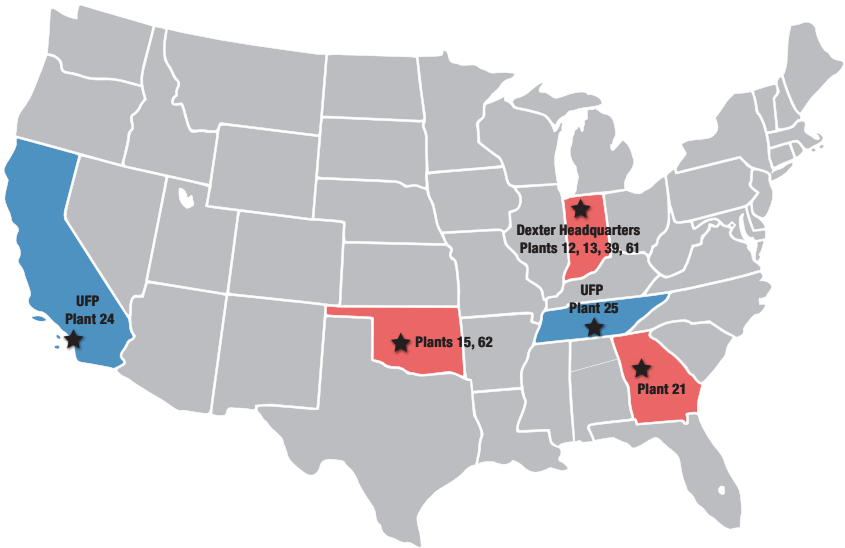 Dexter Headquarters
Plants 12, 13, 39, 61
UFP
Plant 25
UFP
Plant 24
Plants 15, 62
Plant 21